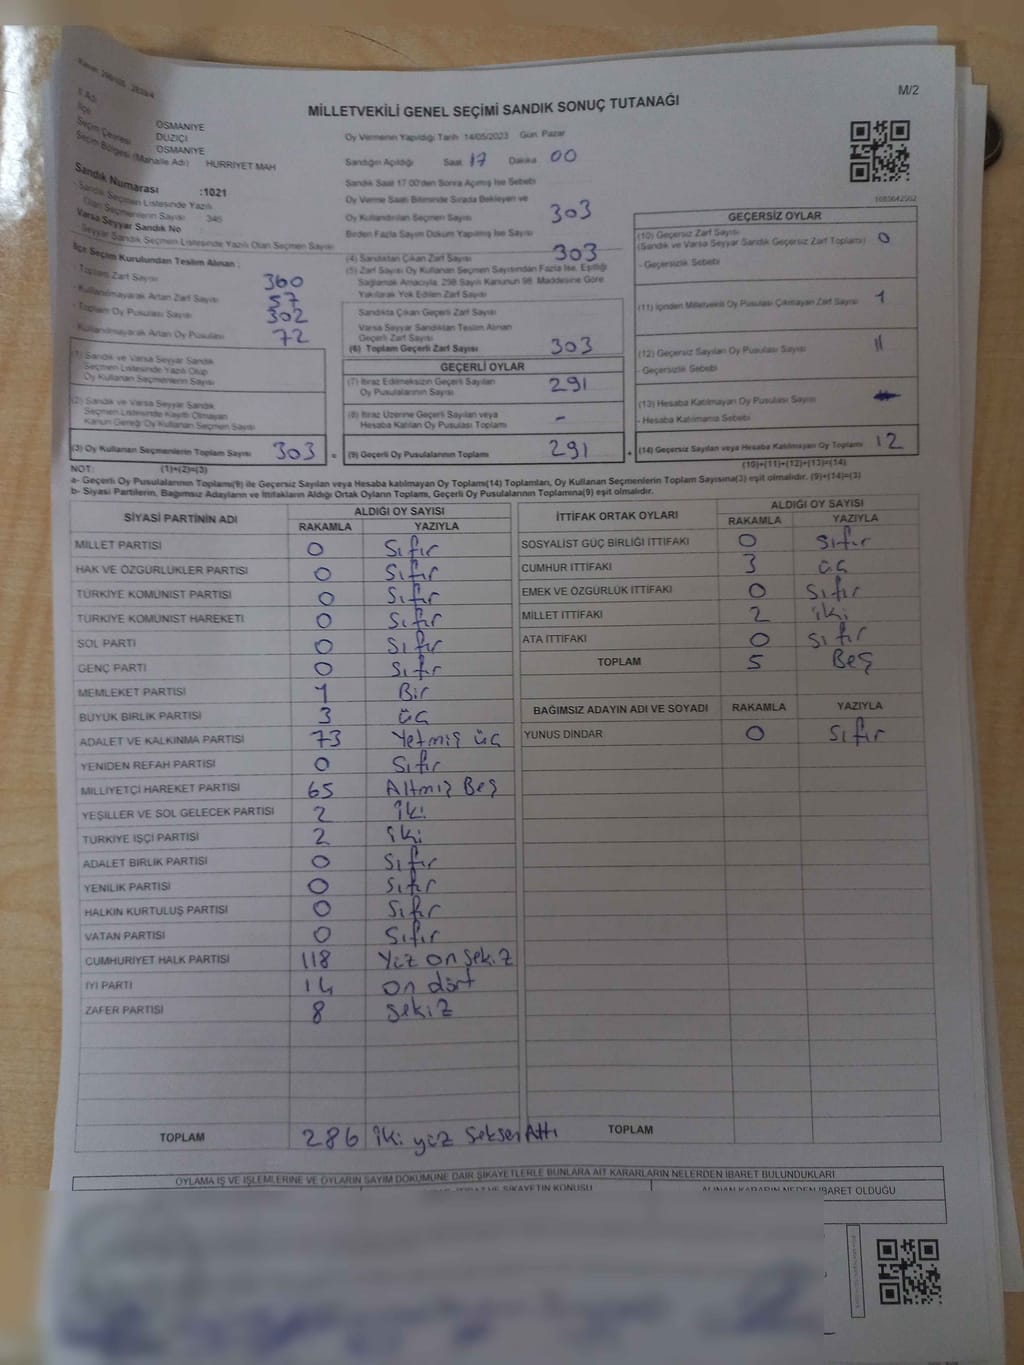 M/2
MİLLETVEKİLİ GENEL SEÇİMİ SANDIK SONUÇ TUTANAĞI
İl Adı OSMANİYE
İlçe DÜZİÇİ
Seçim Çevresi OSMANİYE
Seçim Bölgesi (Mahalle Adı) HÜRRİYET MAH
Sandık Numarası :1021
- Sandık Seçmen Listesinde Yazılı
Olan Seçmenlerin Sayısı 345
Varsa Seyyar Sandık No
Seyyar Sandık Seçmen Listesinde Yazılı Olan Seçmen Sayısı
İlçe Seçim Kurulundan Teslim Alınan ;
- Toplam Zarf Sayısı 360
- Kullanılmayarak Artan Zarf Sayısı 57
- Toplam Oy Pusulası Sayısı 302
- Kullanılmayarak Artan Oy Pusulası 72
(1) Sandık ve Varsa Seyyar Sandık
Seçmen Listesinde Yazılı Olup
Oy Kullanan Seçmenlerin Sayısı
(2) Sandık ve Varsa Seyyar Sandık
Seçmen Listesinde Kayıtlı Olmayan
Kanun Gereği Oy Kullanan Seçmen Sayısı
(3) Oy Kullanan Seçmenlerin Toplam Sayısı 303 =
Oy Vermenin Yapıldığı Tarih 14/05/2023 Gün Pazar
Sandığın Açıldığı Saat 17 Dakika 00
Sandık Saat 17.00'den Sonra Açılmış İse Sebebi
Oy Verme Saati Bitiminde Sırada Bekleyen ve
Oy Kullandırılan Seçmen Sayısı 303
Birden Fazla Sayım Döküm Yapılmış İse Sayısı
(4) Sandıktan Çıkan Zarf Sayısı 303
(5) Zarf Sayısı Oy Kullanan Seçmen Sayısından Fazla İse, Eşitliği
Sağlamak Amacıyla, 298 Sayılı Kanunun 98. Maddesine Göre
Yakılarak Yok Edilen Zarf Sayısı
Sandıkta Çıkan Geçerli Zarf Sayısı
Varsa Seyyar Sandıktan Teslim Alınan
Geçerli Zarf Sayısı
(6) Toplam Geçerli Zarf Sayısı 303
GEÇERLİ OYLAR
(7) İtiraz Edilmeksizin Geçerli Sayılan
Oy Pusulalarının Sayısı 291
(8) İtiraz Üzerine Geçerli Sayılan veya
Hesaba Katılan Oy Pusulası Toplamı -
(9) Geçerli Oy Pusulalarının Toplamı 291 +
1083642502
GEÇERSİZ OYLAR
(10) Geçersiz Zarf Sayısı
(Sandık ve Varsa Seyyar Sandık Geçersiz Zarf Toplamı) 0
- Geçersizlik Sebebi
(11) İçinden Milletvekili Oy Pusulası Çıkmayan Zarf Sayısı 1
(12) Geçersiz Sayılan Oy Pusulası Sayısı 11
- Geçersizlik Sebebi
(13) Hesaba Katılmayan Oy Pusulası Sayısı
- Hesaba Katılmama Sebebi
(14) Geçersiz Sayılan veya Hesaba Katılmayan Oy Toplamı 12
NOT: (1)+(2)=(3) (10)+(11)+(12)+(13)=(14)
a- Geçerli Oy Pusulalarının Toplamı(9) ile Geçersiz Sayılan veya Hesaba katılmayan Oy Toplamı(14) Toplamları, Oy Kullanan Seçmenlerin Toplam Sayısına(3) eşit olmalıdır. (9)+(14)=(3)
b- Siyasi Partilerin, Bağımsız Adayların ve İttifakların Aldığı Ortak Oyların Toplamı, Geçerli Oy Pusulalarının Toplamına(9) eşit olmalıdır.
SİYASİ PARTİNİN ADI ALDIĞI OY SAYISI
RAKAMLA YAZIYLA
MİLLET PARTİSİ 0 Sıfır
HAK VE ÖZGÜRLÜKLER PARTİSİ 0 Sıfır
TÜRKİYE KOMÜNİST PARTİSİ 0 Sıfır
TÜRKİYE KOMÜNİST HAREKETİ 0 Sıfır
SOL PARTİ 0 Sıfır
GENÇ PARTİ 0 Sıfır
MEMLEKET PARTİSİ 1 Bir
BÜYÜK BİRLİK PARTİSİ 3 üç
ADALET VE KALKINMA PARTİSİ 73 Yetmiş üç
YENİDEN REFAH PARTİSİ 0 Sıfır
MİLLİYETÇİ HAREKET PARTİSİ 65 Altmış Beş
YEŞİLLER VE SOL GELECEK PARTİSİ 2 iki
TÜRKİYE İŞÇİ PARTİSİ 2 iki
ADALET BİRLİK PARTİSİ 0 Sıfır
YENİLİK PARTİSİ 0 Sıfır
HALKIN KURTULUŞ PARTİSİ 0 Sıfır
VATAN PARTİSİ 0 Sıfır
CUMHURİYET HALK PARTİSİ 118 Yüz on sekiz
İYİ PARTİ 14 on dört
ZAFER PARTİSİ 8 sekiz
TOPLAM 286 iki yüz seksen Altı
İTTİFAK ORTAK OYLARI ALDIĞI OY SAYISI
RAKAMLA YAZIYLA
SOSYALİST GÜÇ BİRLİĞİ İTTİFAKI 0 Sıfır
CUMHUR İTTİFAKI 3 üç
EMEK VE ÖZGÜRLÜK İTTİFAKI 0 Sıfır
MİLLET İTTİFAKI 2 iki
ATA İTTİFAKI 0 Sıfır
TOPLAM 5 Beş
BAĞIMSIZ ADAYIN ADI VE SOYADI RAKAMLA YAZIYLA
YUNUS DİNDAR 0 Sıfır
TOPLAM
OYLAMA İŞ VE İŞLEMLERİNE VE OYLARIN SAYIM DÖKÜMÜNE DAİR ŞİKAYETLERLE BUNLARA AİT KARARLARIN NELERDEN İBARET BULUNDUKLARI
İTİRAZ VE ŞİKAYETİN KONUSU ALINAN KARARIN NEDEN İBARET OLDUĞU